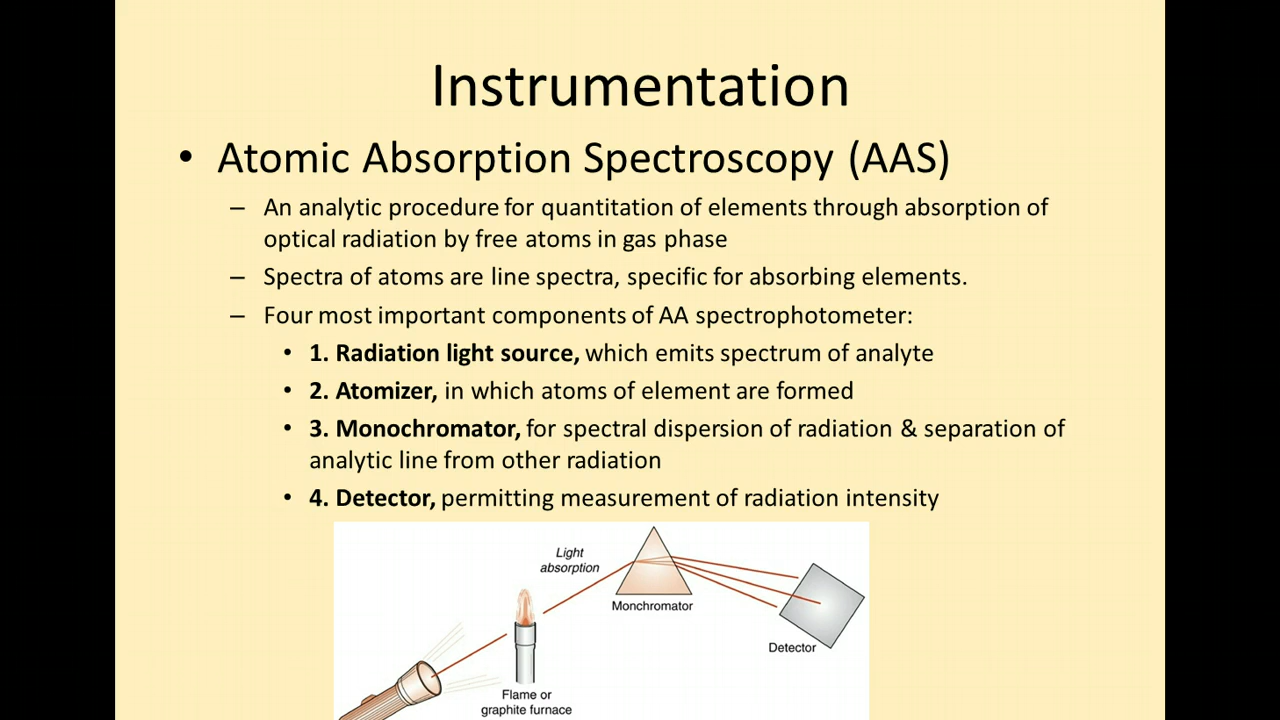 Instrumentation
• Atomic Absorption Spectroscopy (AAS)
– An analytic procedure for quantitation of elements through absorption of
optical radiation by free atoms in gas phase
– Spectra of atoms are line spectra, specific for absorbing elements.
– Four most important components of AA spectrophotometer:
• 1. Radiation light source, which emits spectrum of analyte
• 2. Atomizer, in which atoms of element are formed
• 3. Monochromator, for spectral dispersion of radiation & separation of
analytic line from other radiation
• 4. Detector, permitting measurement of radiation intensity
Light
absorption
Monchromator
Detector
Flame or
graphite furnace